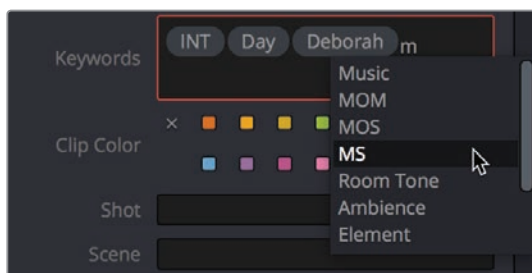 Keywords INT Day Deborah m
Music
MOM
MOS
Clip Color
MS
Room Tone
Shot
Ambience
Element
Scene